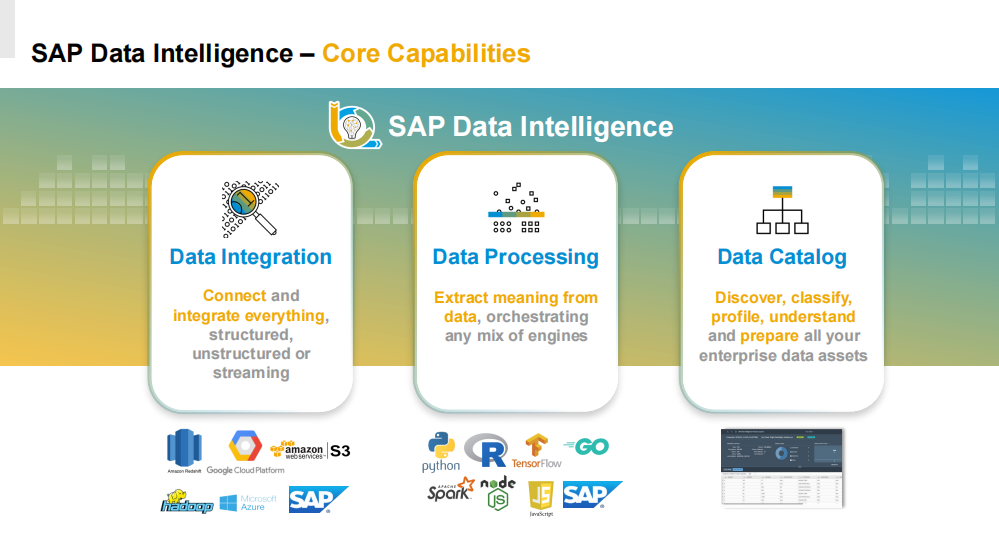 SAP Data Intelligence – Core Capabilities
SAP Data Intelligence
Data Integration
Connect and
integrate everything,
structured,
unstructured or
streaming
Data Processing
Extract meaning from
data, orchestrating
any mix of engines
Data Catalog
Discover, classify,
profile, understand
and prepare all your
enterprise data assets
Amazon Redshift
Google Cloud Platform
amazon
webservices™
S3
hadoop
Microsoft
Azure
SAP
python
R
TensorFlow
GO
APACHE
Spark
node
JS
JS
JavaScript
SAP